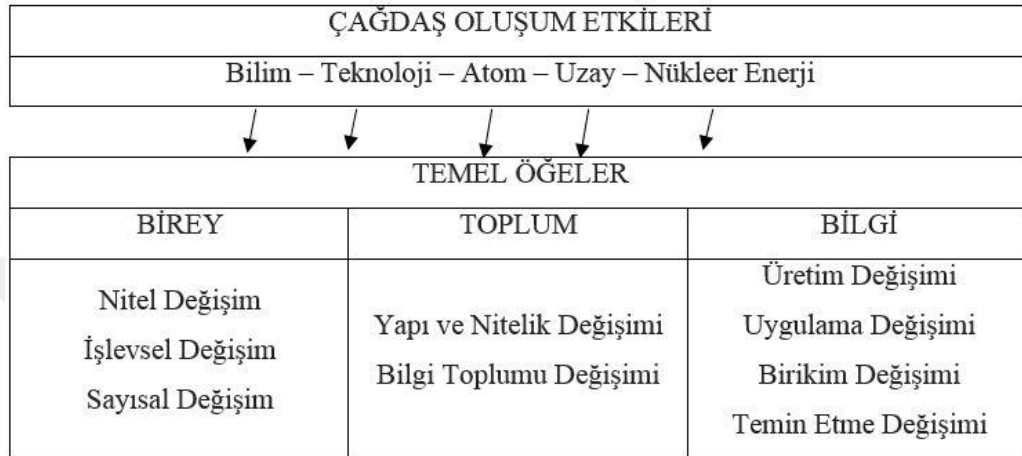 ÇAĞDAŞ OLUŞUM ETKİLERİ
Bilim – Teknoloji – Atom – Uzay – Nükleer Enerji
TEMEL ÖĞELER
BİREY
Nitel Değişim
İşlevsel Değişim
Sayısal Değişim
TOPLUM
Yapı ve Nitelik Değişimi
Bilgi Toplumu Değişimi
BİLGİ
Üretim Değişimi
Uygulama Değişimi
Birikim Değişimi
Temin Etme Değişimi